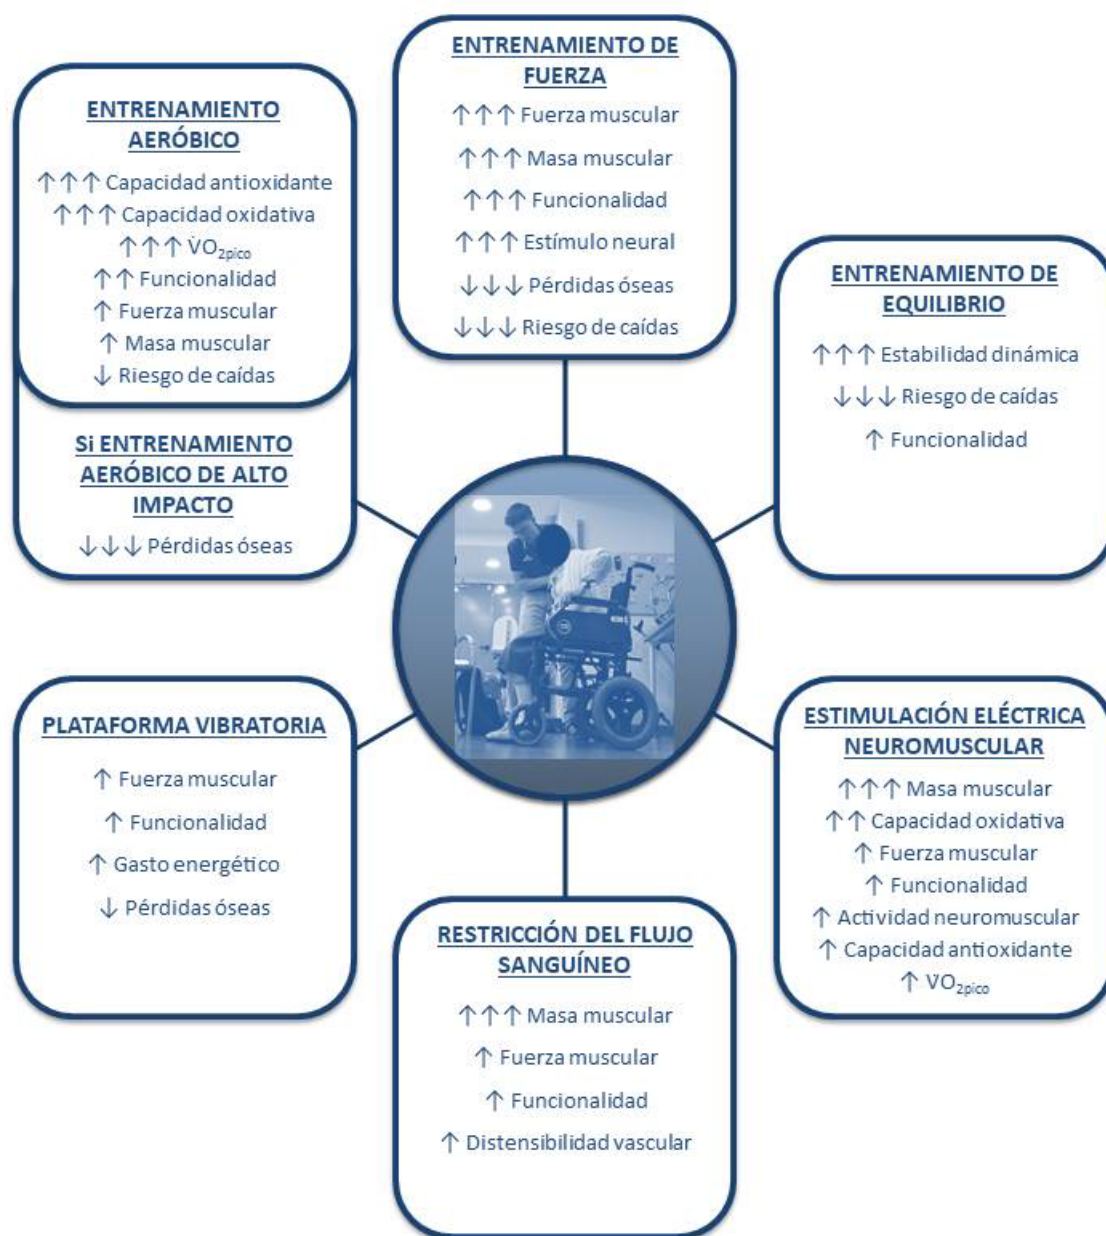 ENTRENAMIENTO DE
FUERZA
↑↑↑ Fuerza muscular
↑↑↑ Masa muscular
↑↑↑ Funcionalidad
↑↑↑ Estímulo neural
↓↓↓ Pérdidas óseas
↓↓↓ Riesgo de caídas
ENTRENAMIENTO
AERÓBICO
↑↑↑ Capacidad antioxidante
↑↑↑ Capacidad oxidativa
↑↑↑ V̇O₂pico
↑↑ Funcionalidad
↑ Fuerza muscular
↑ Masa muscular
↓ Riesgo de caídas
Si ENTRENAMIENTO
AERÓBICO DE ALTO
IMPACTO
↓↓↓ Pérdidas óseas
ENTRENAMIENTO DE
EQUILIBRIO
↑↑↑ Estabilidad dinámica
↓↓↓ Riesgo de caídas
↑ Funcionalidad
PLATAFORMA VIBRATORIA
↑ Fuerza muscular
↑ Funcionalidad
↑ Gasto energético
↓ Pérdidas óseas
ESTIMULACIÓN ELÉCTRICA
NEUROMUSCULAR
↑↑↑ Masa muscular
↑↑ Capacidad oxidativa
↑ Fuerza muscular
↑ Funcionalidad
↑ Actividad neuromuscular
↑ Capacidad antioxidante
↑ V̇O₂pico
RESTRICCIÓN DEL FLUJO
SANGUÍNEO
↑↑↑ Masa muscular
↑ Fuerza muscular
↑ Funcionalidad
↑ Distensibilidad vascular